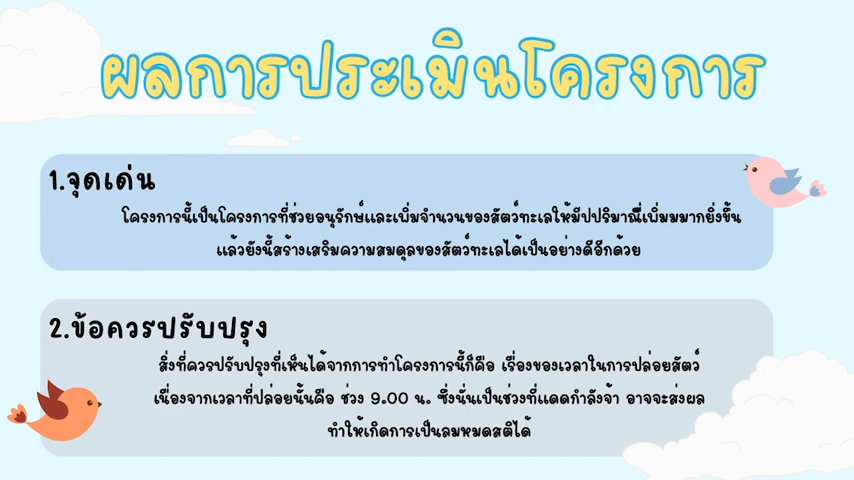 ผลการประเมินโครงการ
1.จุดเด่น
โครงการนี้เป็นโครงการที่ช่วยอนุรักษ์และเพิ่มจำนวนของสัตว์ทะเลให้มีปปริมาณี่เพิ่มมมากยิ่งขึ้น
แล้วยังนี้สร้างเสริมความสมดุลของสัตว์ทะเลได้เป็นอย่างดีอีกด้วย
2.ข้อควรปรับปรุง
สิ่งที่ควรปรับปรุงที่เห็นได้จากการทำโครงการนี้ก็คือ เรื่องของเวลาในการปล่อยสัตว์
เนื่องจากเวลาที่ปล่อยนั้นคือ ช่วง 9.00 น. ซึ่งนั่นเป็นช่วงที่แดดกำลังจ้า อาจจะส่งผล
ทำให้เกิดการเป็นลมหมดสติได้